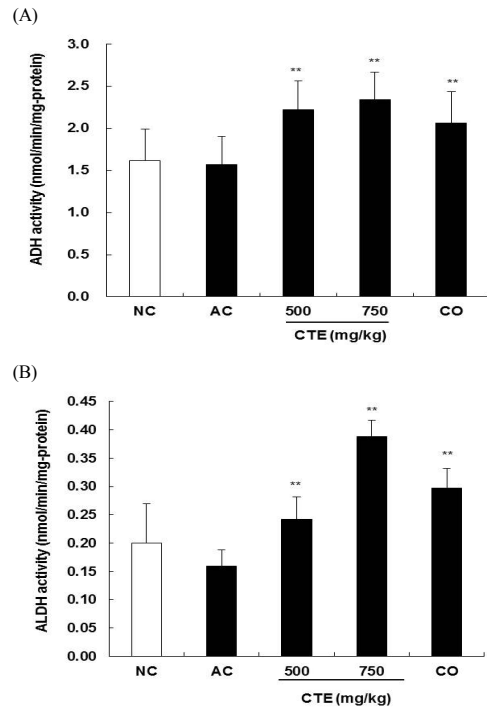 (A)
ADH activity (nmol/min/mg-protein)
3.0
2.5
2.0
1.5
1.0
0.5
0.0
**
**
**
NC AC 500 750 CO
CTE (mg/kg)
(B)
ALDH activity (nmol/min/mg-protein)
0.45
0.40
0.35
0.30
0.25
0.20
0.15
0.10
0.05
0.00
**
**
**
NC AC 500 750 CO
CTE (mg/kg)